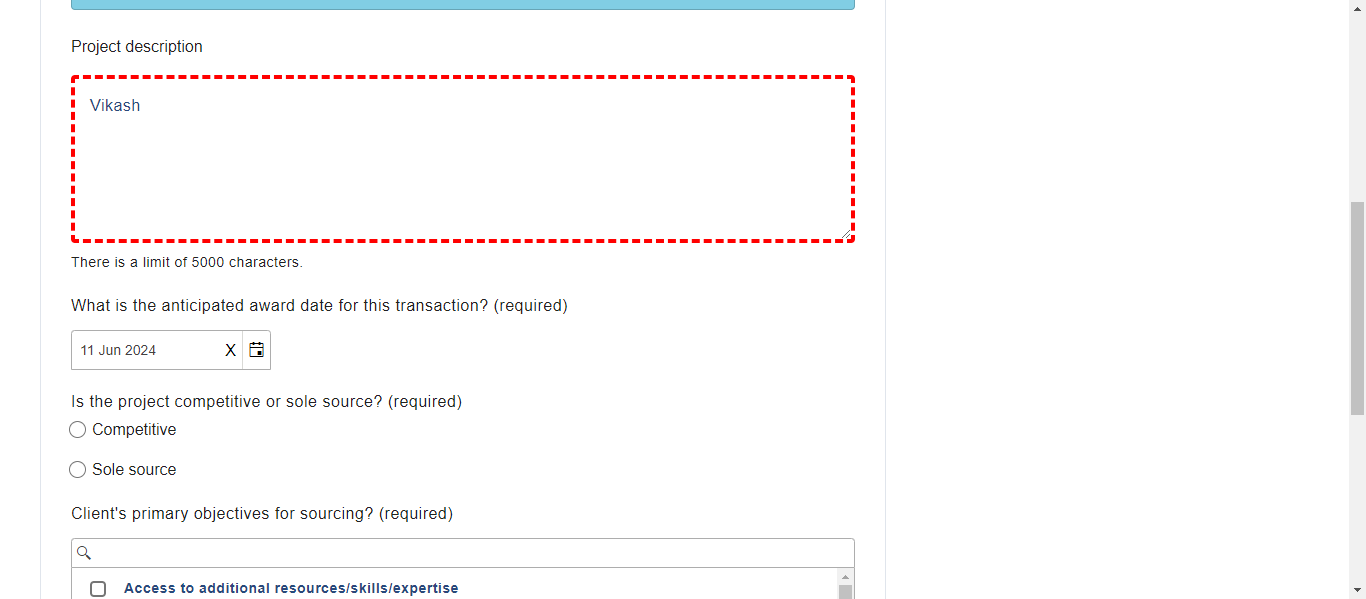 Project description
Vikash
There is a limit of 5000 characters.
What is the anticipated award date for this transaction? (required)
11 Jun 2024 X
Is the project competitive or sole source? (required)
Competitive
Sole source
Client's primary objectives for sourcing? (required)
Access to additional resources/skills/expertise